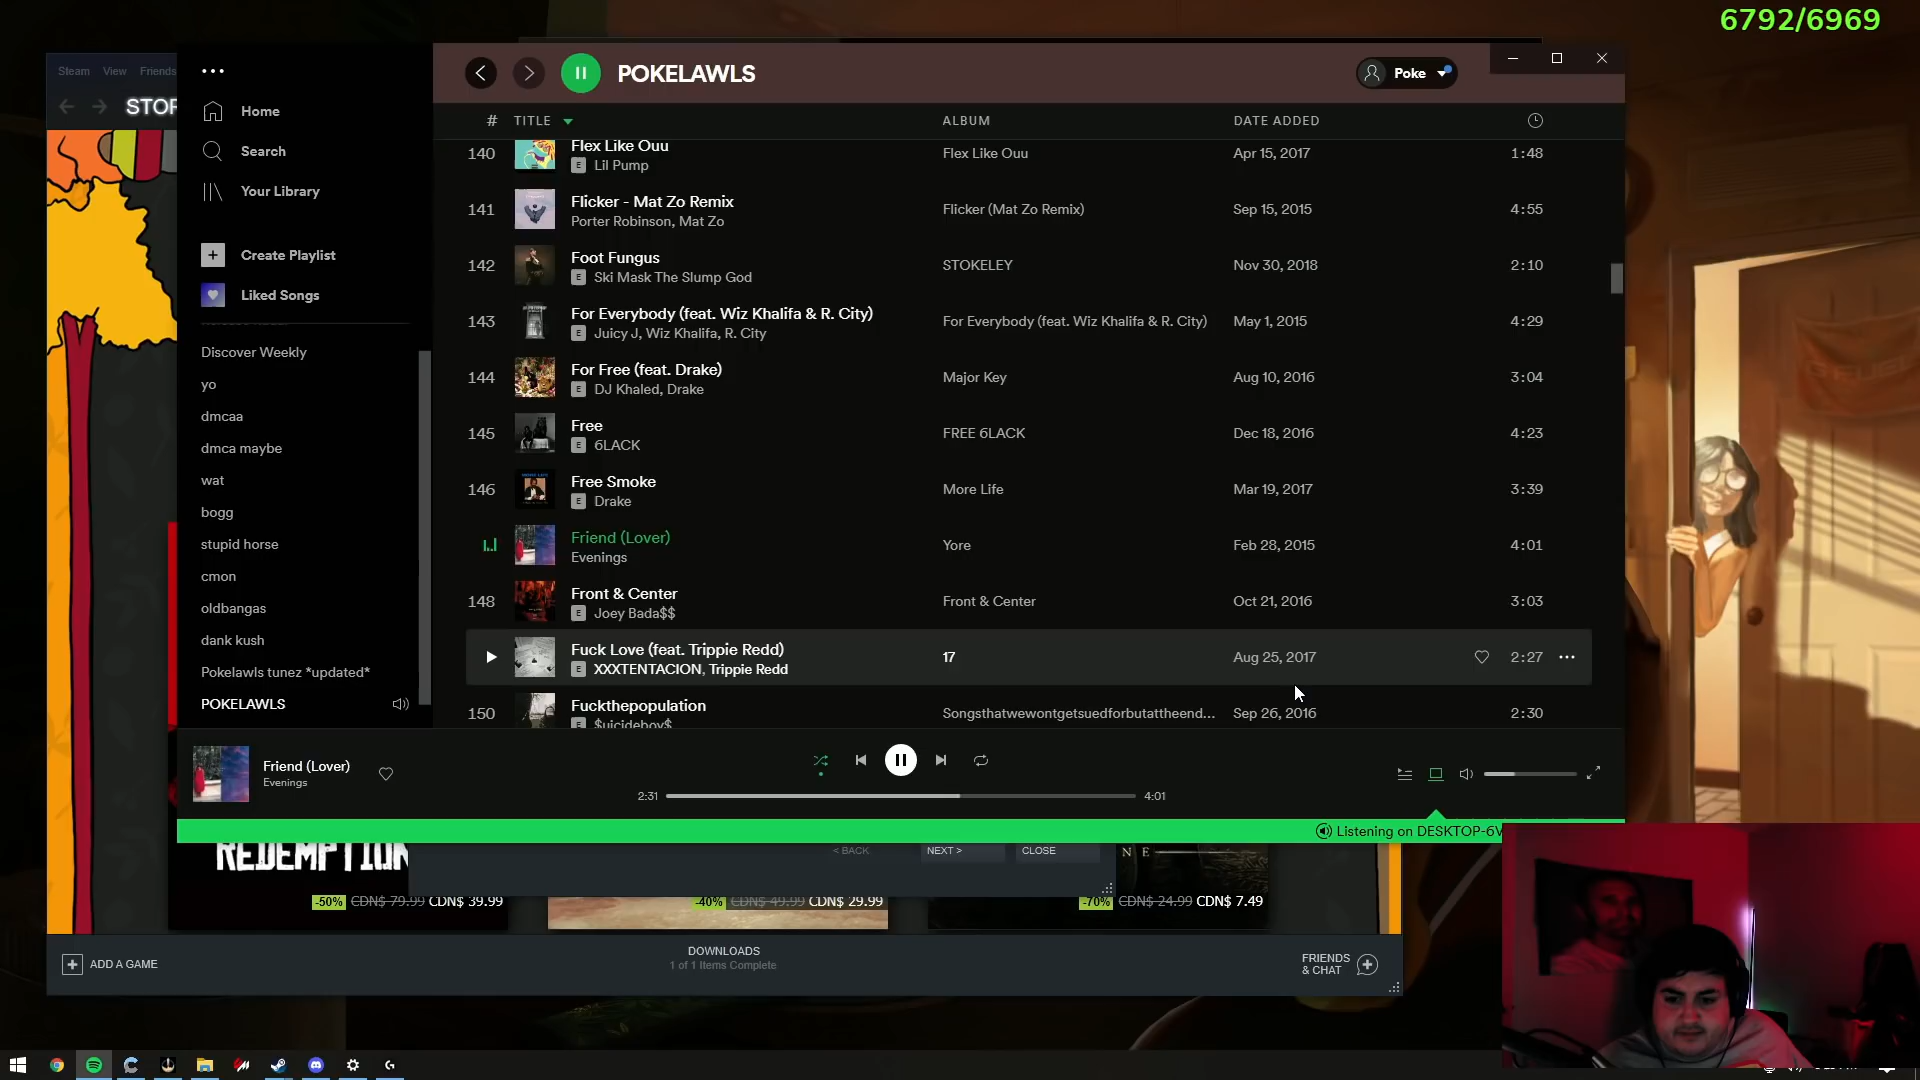 6792/6969
Steam View Friends
STOR
Home
Search
Your Library
Create Playlist
Liked Songs
Discover Weekly
yo
dmcaa
dmca maybe
wat
bogg
stupid horse
cmon
oldbangas
dank kush
Pokelawls tunez *updated*
POKELAWLS
POKELAWLS
Poke
# TITLE ALBUM DATE ADDED
140 Flex Like Ouu Flex Like Ouu Apr 15, 2017 1:48
E Lil Pump
141 Flicker - Mat Zo Remix Flicker (Mat Zo Remix) Sep 15, 2015 4:55
Porter Robinson, Mat Zo
142 Foot Fungus STOKELEY Nov 30, 2018 2:10
E Ski Mask The Slump God
143 For Everybody (feat. Wiz Khalifa & R. City) For Everybody (feat. Wiz Khalifa & R. City) May 1, 2015 4:29
E Juicy J, Wiz Khalifa, R. City
144 For Free (feat. Drake) Major Key Aug 10, 2016 3:04
E DJ Khaled, Drake
145 Free FREE 6LACK Dec 18, 2016 4:23
E 6LACK
146 Free Smoke More Life Mar 19, 2017 3:39
E Drake
Friend (Lover) Yore Feb 28, 2015 4:01
Evenings
148 Front & Center Front & Center Oct 21, 2016 3:03
E Joey Bada$$
Fuck Love (feat. Trippie Redd) 17 Aug 25, 2017 2:27
E XXXTENTACION, Trippie Redd
150 Fuckthepopulation Songsthatwewontgetsuedforbutattheend... Sep 26, 2016 2:30
E $uicideboy$
Friend (Lover)
Evenings
2:31 4:01
Listening on DESKTOP-6V
REDEMPTION
< BACK NEXT > CLOSE
N E
-50% CDN$ 79.99 CDN$ 39.99
-40% CDN$ 49.99 CDN$ 29.99
-70% CDN$ 24.99 CDN$ 7.49
ADD A GAME
DOWNLOADS
1 of 1 Items Complete
FRIENDS
& CHAT